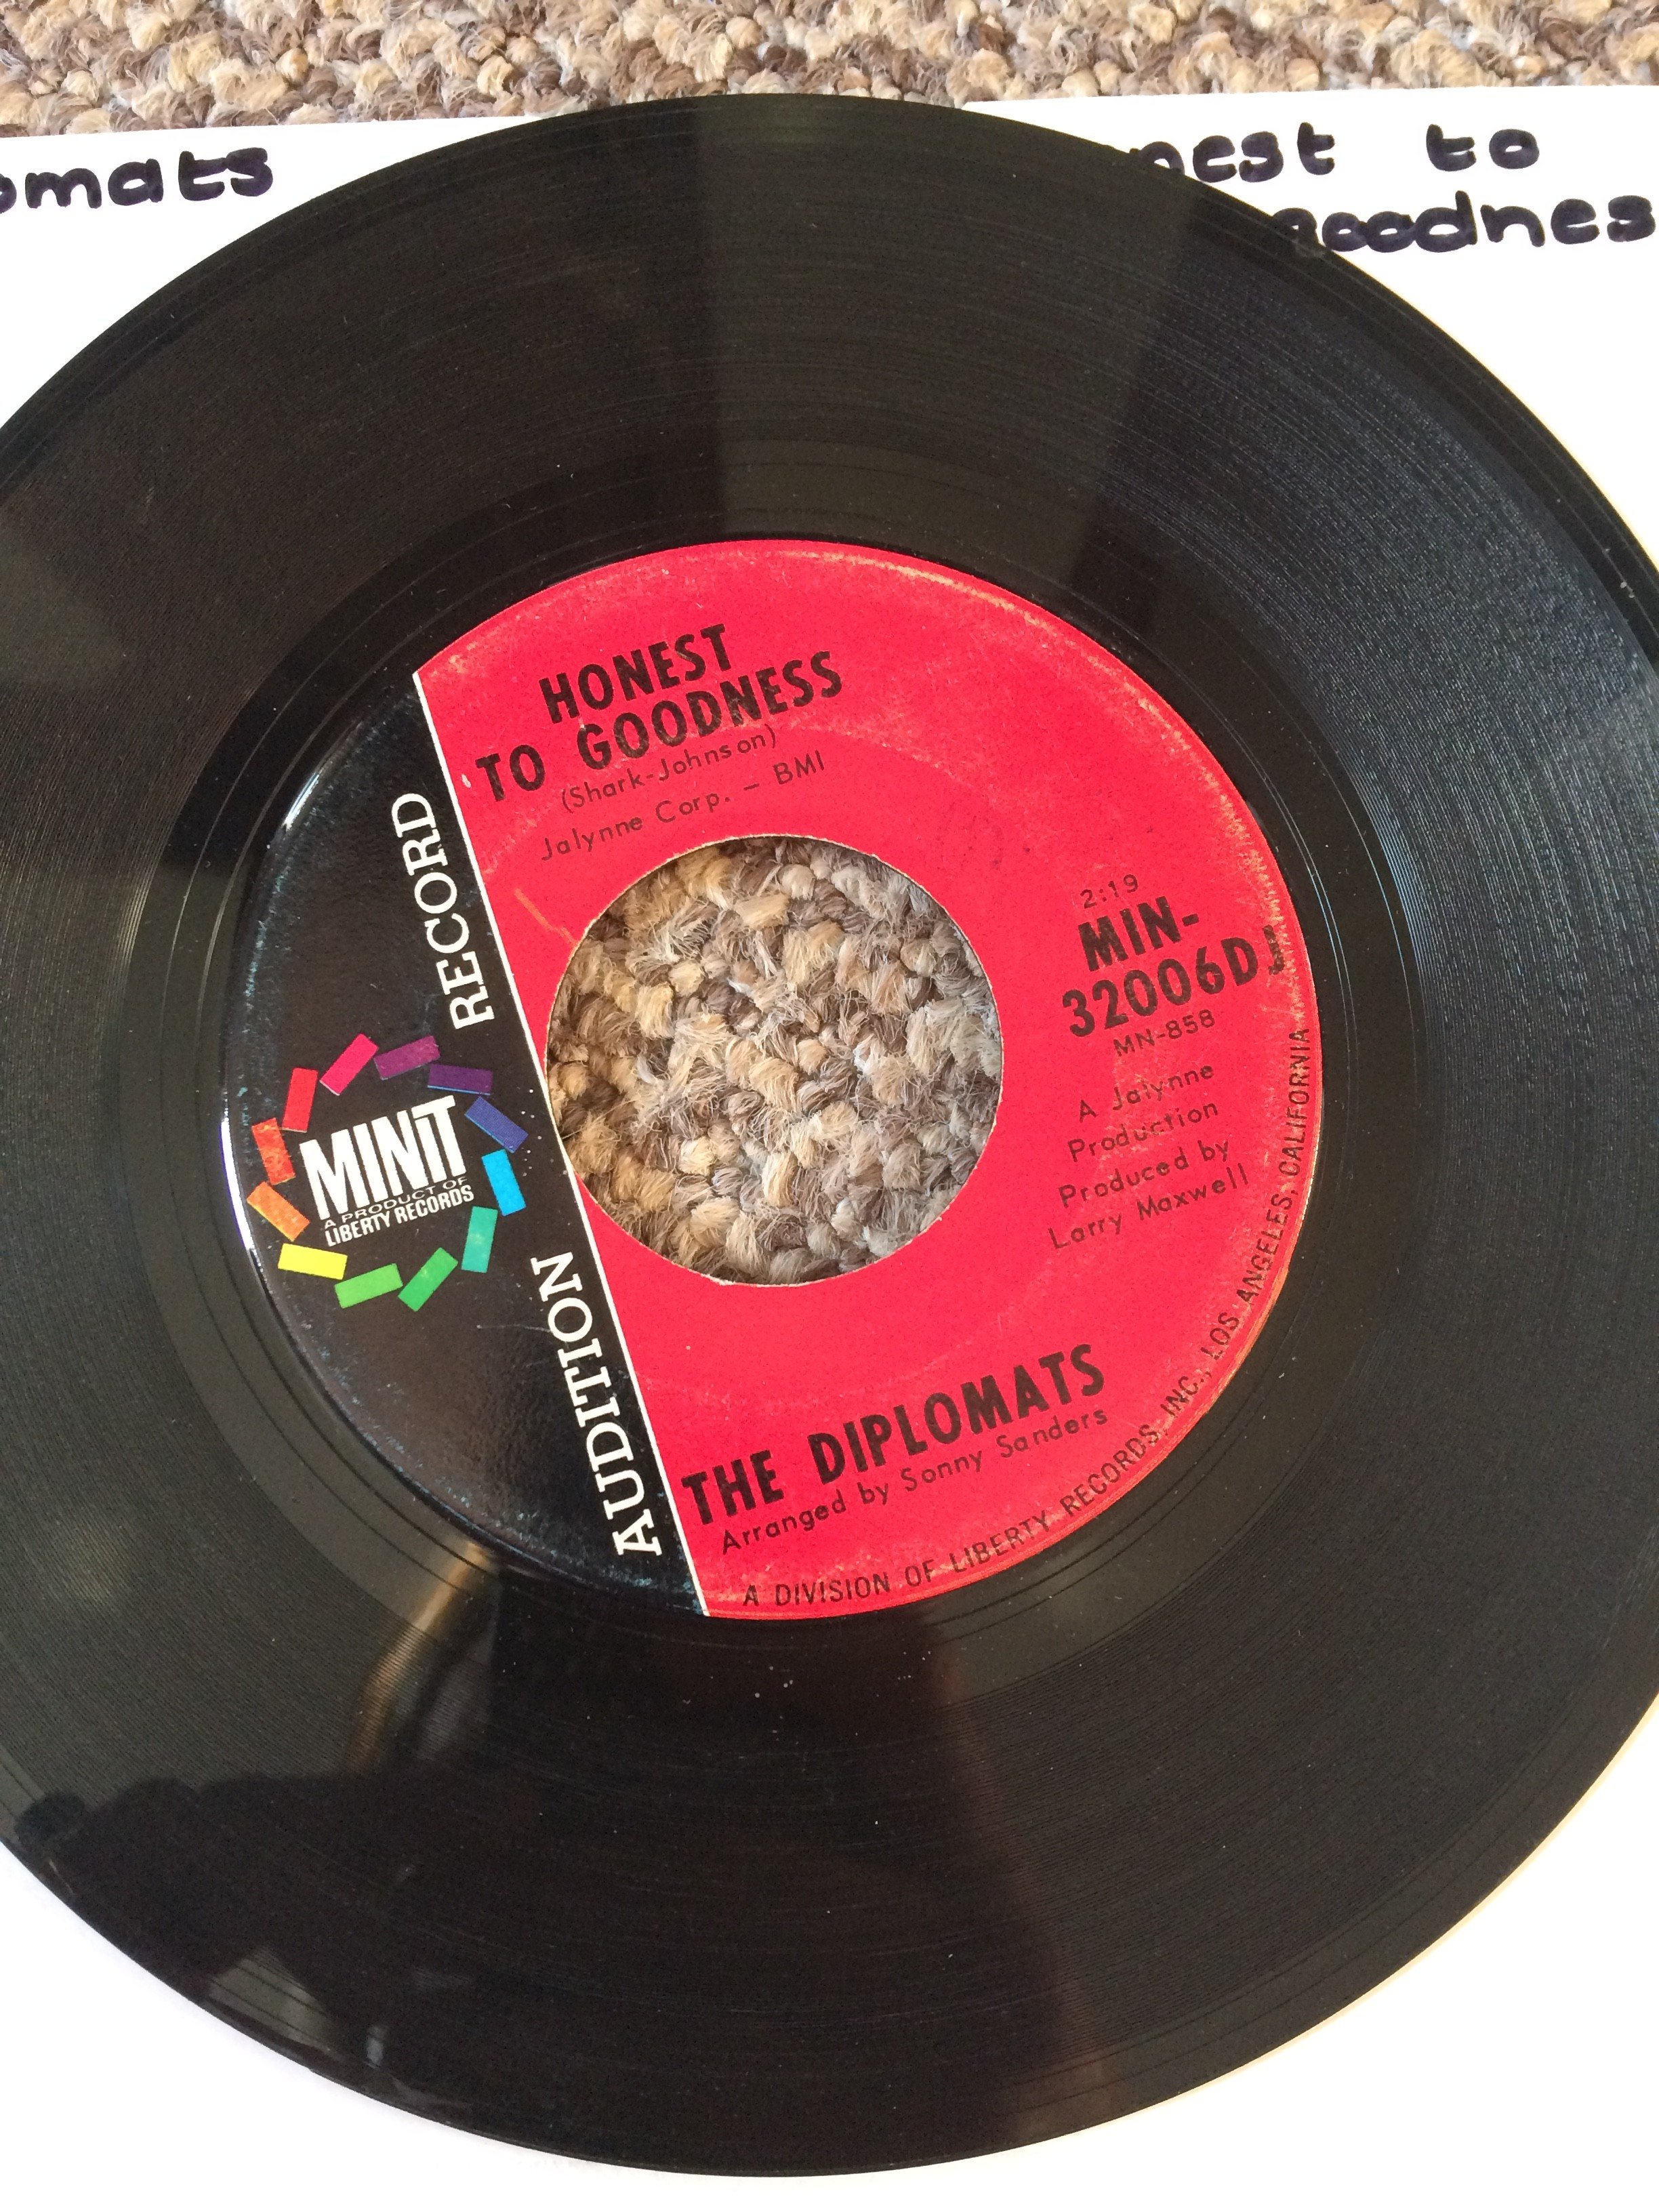 omats
nest to
goodnes
HONEST
TO GOODNESS
(Shark-Johnson)
Jalynne Corp. - BMI
RECORD
2:19
MIN-
32006DJ
MN-858
A Jalynne
Production
Produced by
Larry Maxwell
MINIT
A PRODUCT OF
LIBERTY RECORDS
AUDITION
THE DIPLOMATS
Arranged by Sonny Sanders
A DIVISION OF LIBERTY RECORDS, INC., LOS ANGELES, CALIFORNIA